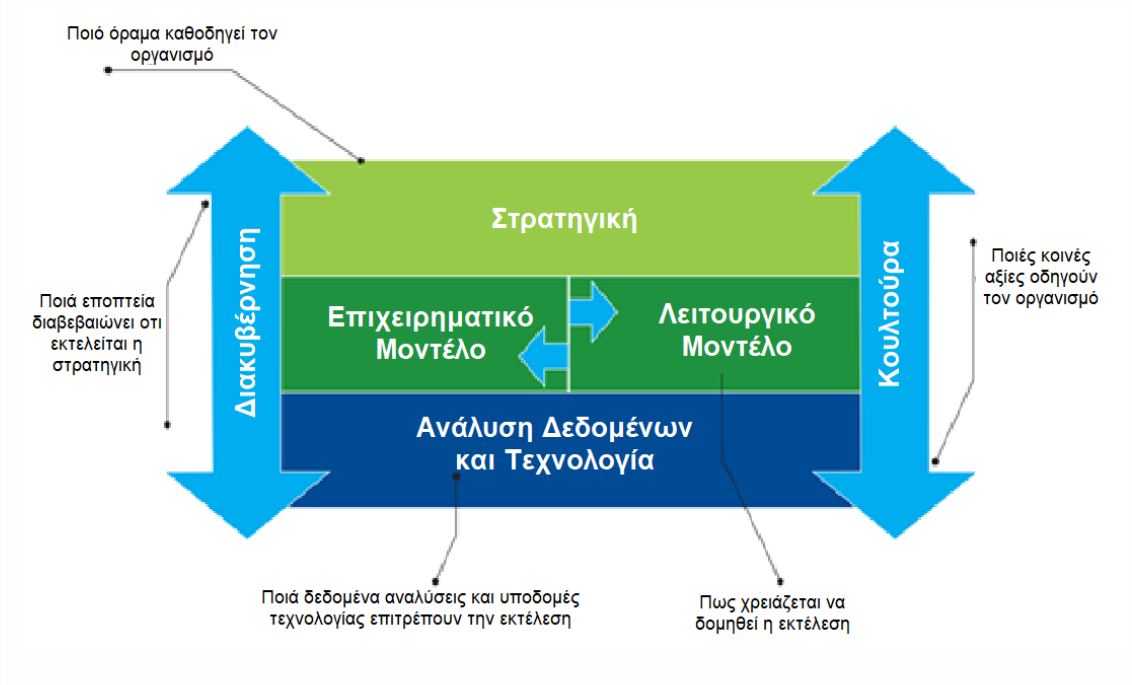 Ποιό όραμα καθοδηγεί τον
οργανισμό
Στρατηγική
Διακυβέρνηση
Κουλτούρα
Ποιές κοινές
αξίες οδηγούν
τον οργανισμό
Ποιά εποπτεία
διαβεβαιώνει οτι
εκτελείται η
στρατηγική
Επιχειρηματικό
Μοντέλο
Λειτουργικό
Μοντέλο
Ανάλυση Δεδομένων
και Τεχνολογία
Ποιά δεδομένα αναλύσεις και υποδομές
τεχνολογίας επιτρέπουν την εκτέλεση
Πως χρειάζεται να
δομηθεί η εκτέλεση